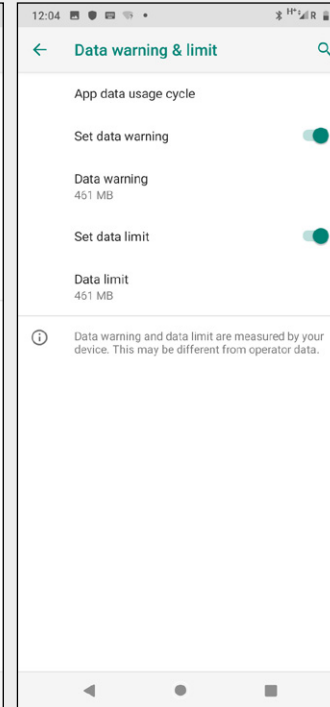 12:04
H+ R
Data warning & limit
App data usage cycle
Set data warning
Data warning
461 MB
Set data limit
Data limit
461 MB
Data warning and data limit are measured by your
device. This may be different from operator data.